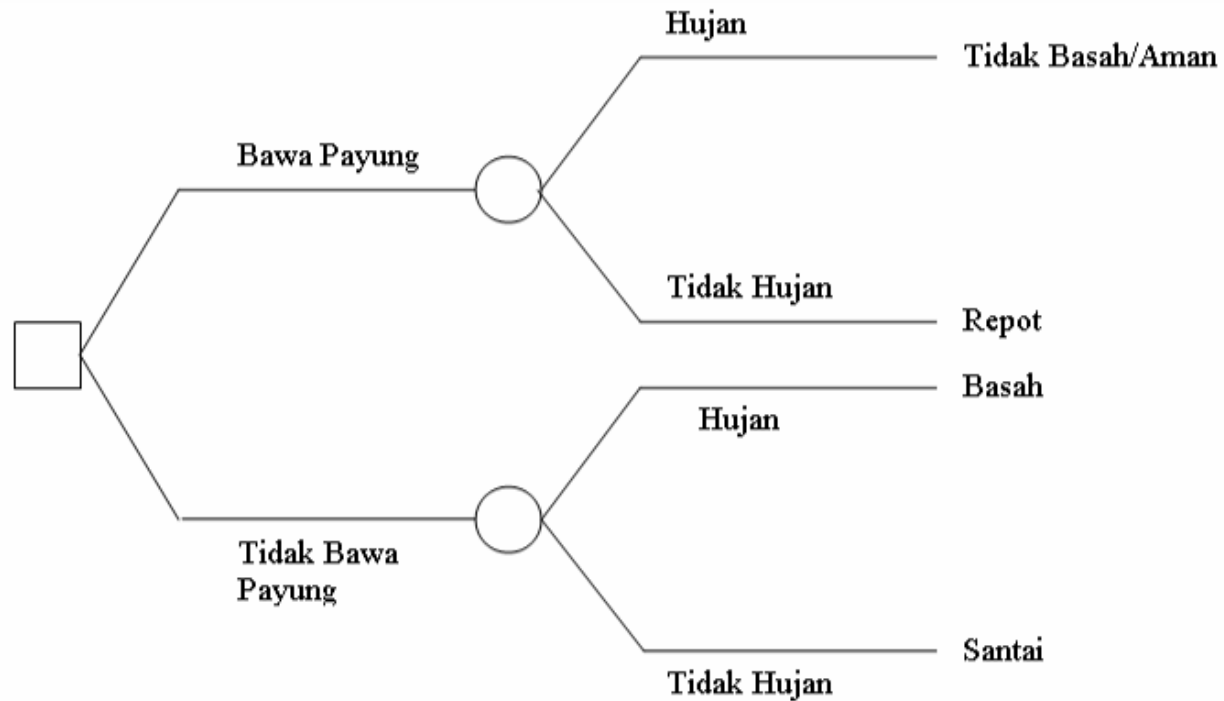 Hujan
Tidak Basah/Aman
Bawa Payung
Tidak Hujan
Repot
Basah
Hujan
Tidak Bawa
Payung
Santai
Tidak Hujan